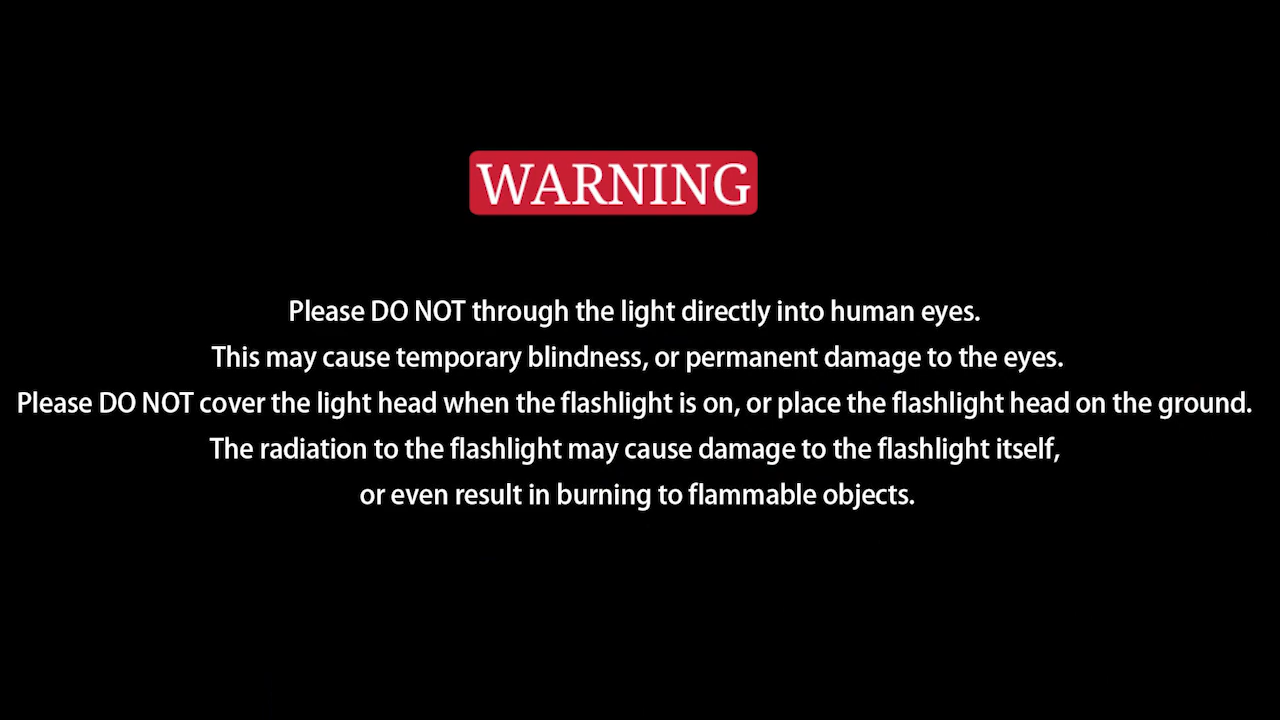 WARNING
Please DO NOT through the light directly into human eyes.
This may cause temporary blindness, or permanent damage to the eyes.
Please DO NOT cover the light head when the flashlight is on, or place the flashlight head on the ground.
The radiation to the flashlight may cause damage to the flashlight itself,
or even result in burning to flammable objects.